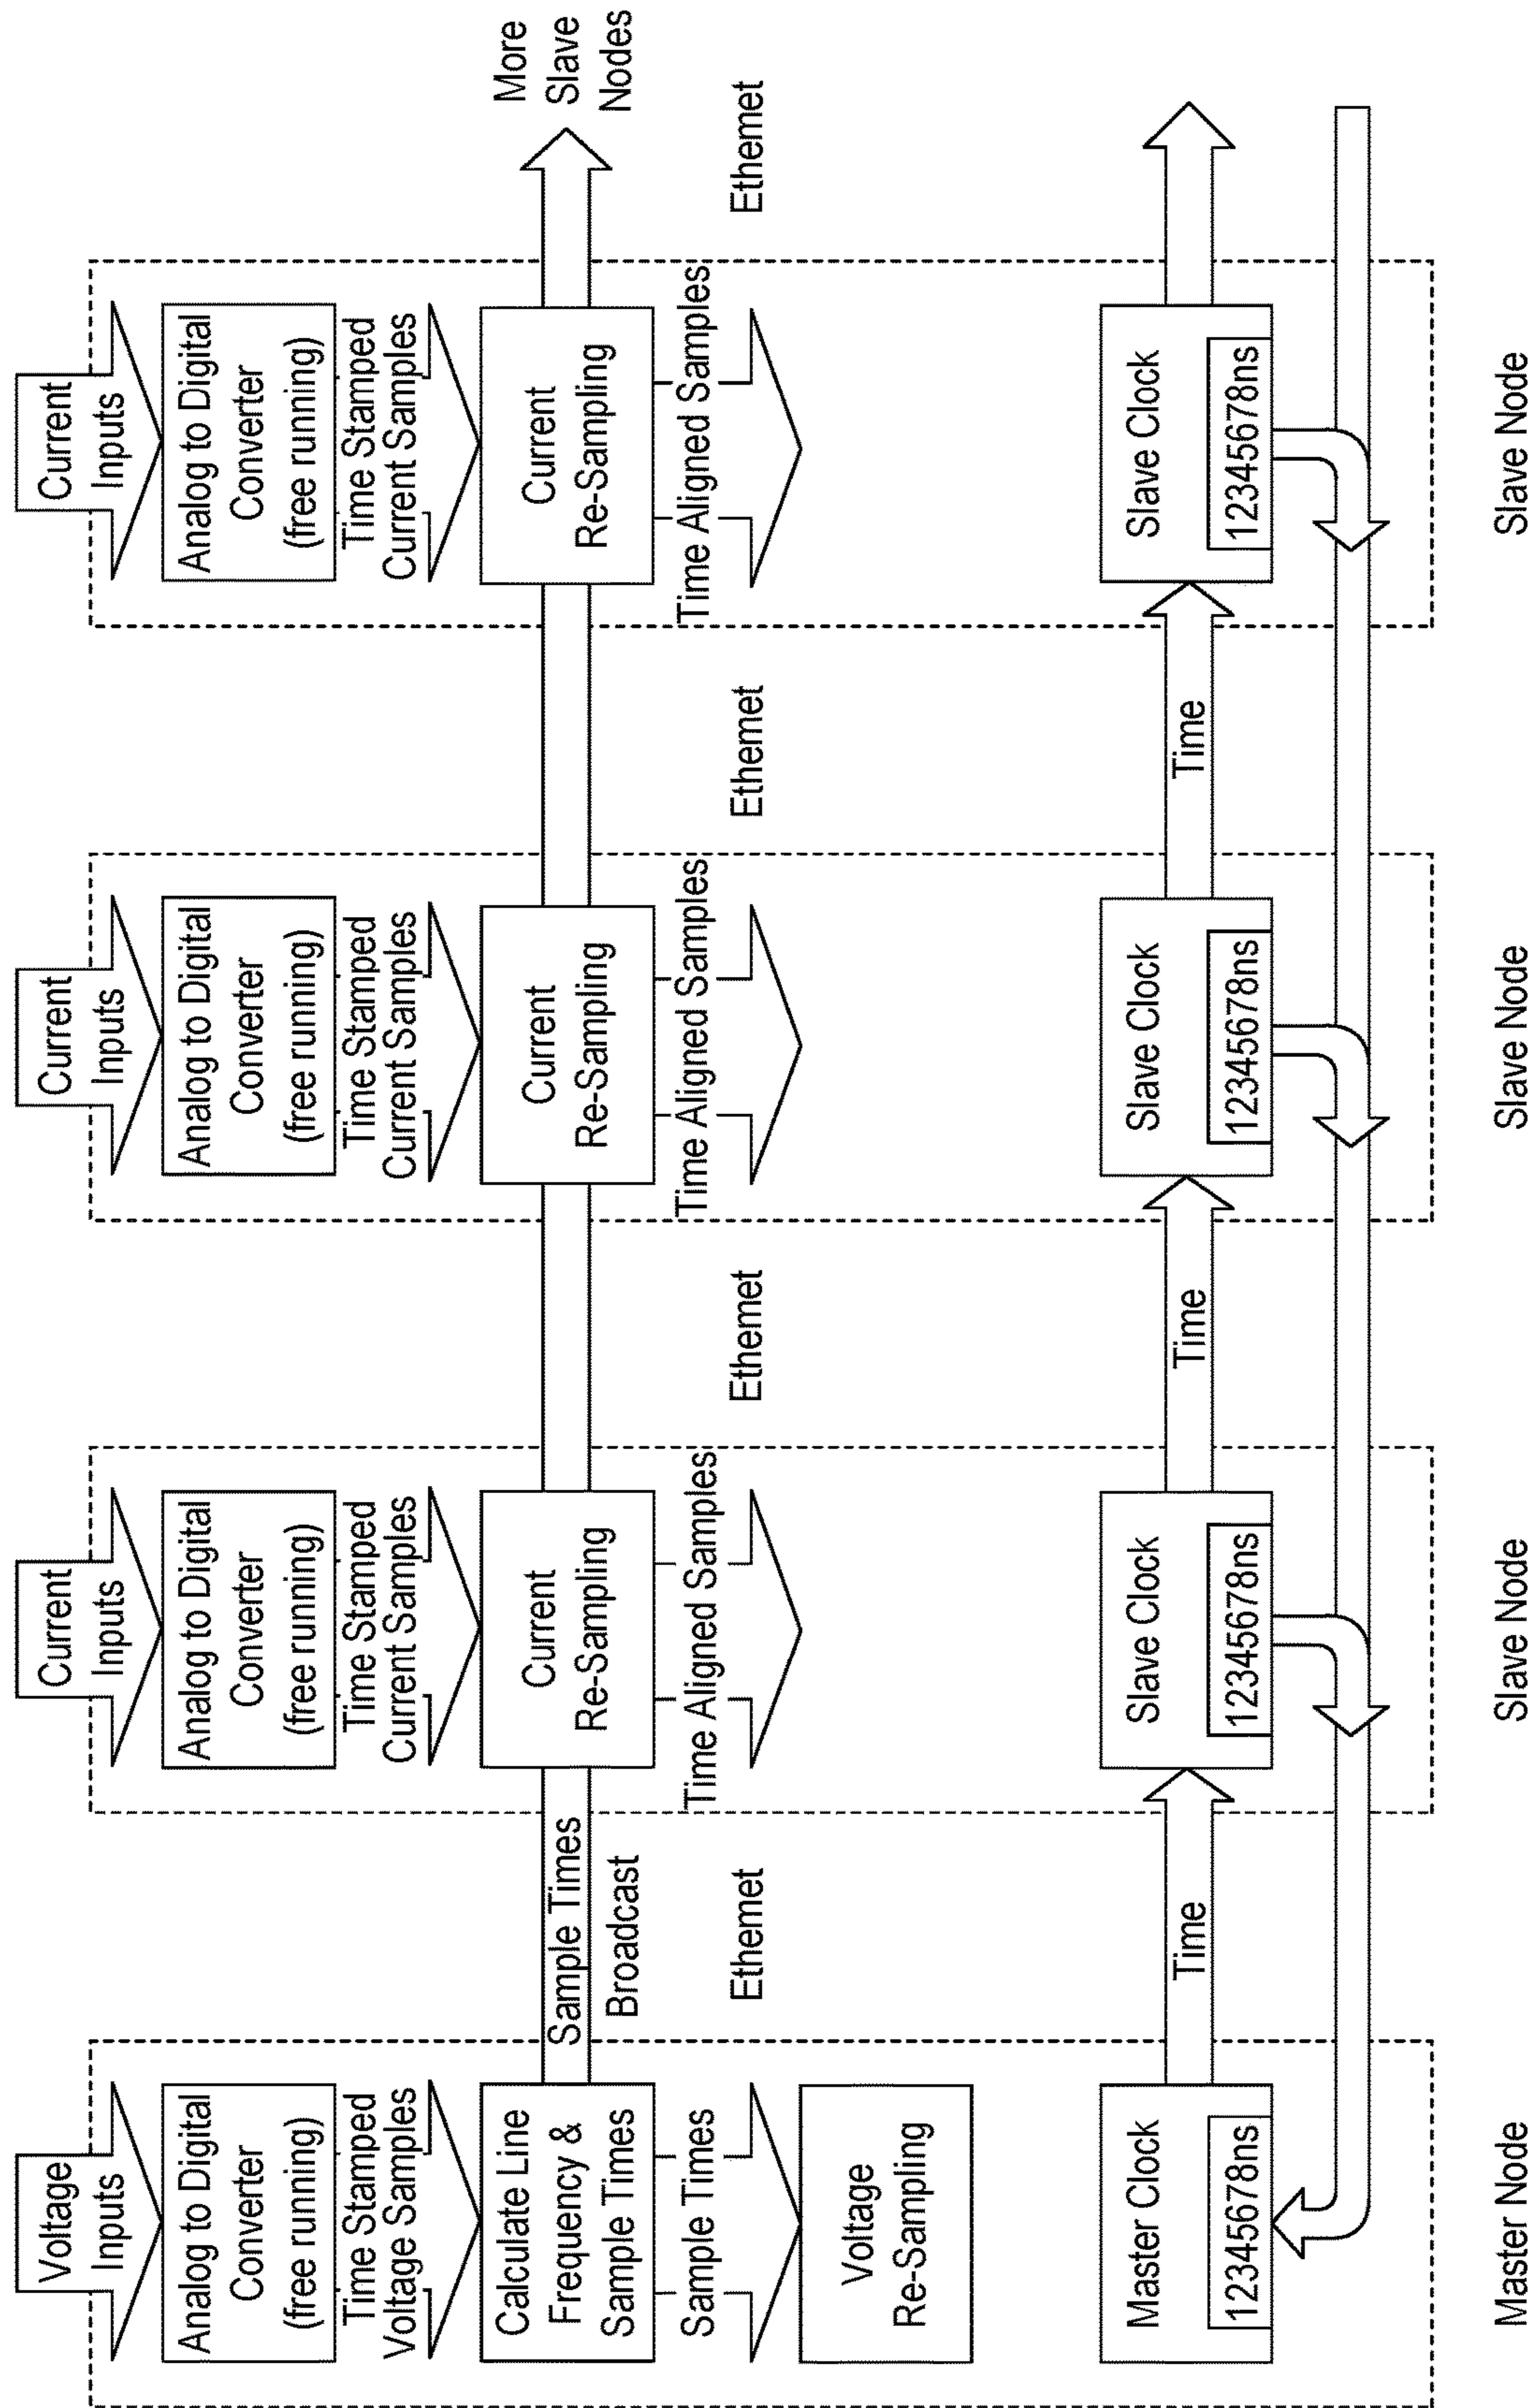 Voltage
Inputs
Analog to Digital
Converter
(free running)
Time Stamped
Voltage Samples
Calculate Line
Frequency &
Sample Times
Sample Times
Voltage
Re-Sampling
Master Clock
12345678ns
Master Node
Sample Times
Broadcast
Ethernet
Time
Current
Inputs
Analog to Digital
Converter
(free running)
Time Stamped
Current Samples
Current
Re-Sampling
Time Aligned Samples
Slave Clock
12345678ns
Slave Node
Ethernet
Time
Current
Inputs
Analog to Digital
Converter
(free running)
Time Stamped
Current Samples
Current
Re-Sampling
Time Aligned Samples
Slave Clock
12345678ns
Slave Node
Ethernet
Time
Current
Inputs
Analog to Digital
Converter
(free running)
Time Stamped
Current Samples
Current
Re-Sampling
Time Aligned Samples
Slave Clock
12345678ns
Slave Node
More
Slave
Nodes
Ethernet